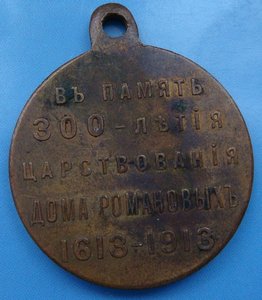 ВЪ ПАМЯТЬ
300-ЛѢТІЯ
ЦАРСТВОВАНІЯ
ДОМА РОМАНОВЫХЪ
1613-1913